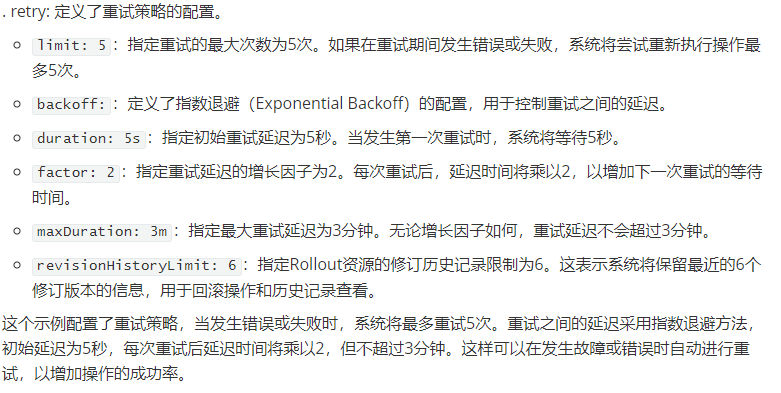 . retry: 定义了重试策略的配置。
limit: 5 ：指定重试的最大次数为5次。如果在重试期间发生错误或失败，系统将尝试重新执行操作最
多5次。
backoff: ：定义了指数退避（Exponential Backoff）的配置，用于控制重试之间的延迟。
duration: 5s ：指定初始重试延迟为5秒。当发生第一次重试时，系统将等待5秒。
factor: 2 ：指定重试延迟的增长因子为2。每次重试后，延迟时间将乘以2，以增加下一次重试的等待
时间。
maxDuration: 3m ：指定最大重试延迟为3分钟。无论增长因子如何，重试延迟不会超过3分钟。
revisionHistoryLimit: 6 ：指定Rollout资源的修订历史记录限制为6。这表示系统将保留最近的6个
修订版本的信息，用于回滚操作和历史记录查看。
这个示例配置了重试策略，当发生错误或失败时，系统将最多重试5次。重试之间的延迟采用指数退避方法，
初始延迟为5秒，每次重试后延迟时间将乘以2，但不超过3分钟。这样可以在发生故障或错误时自动进行重
试，以增加操作的成功率。